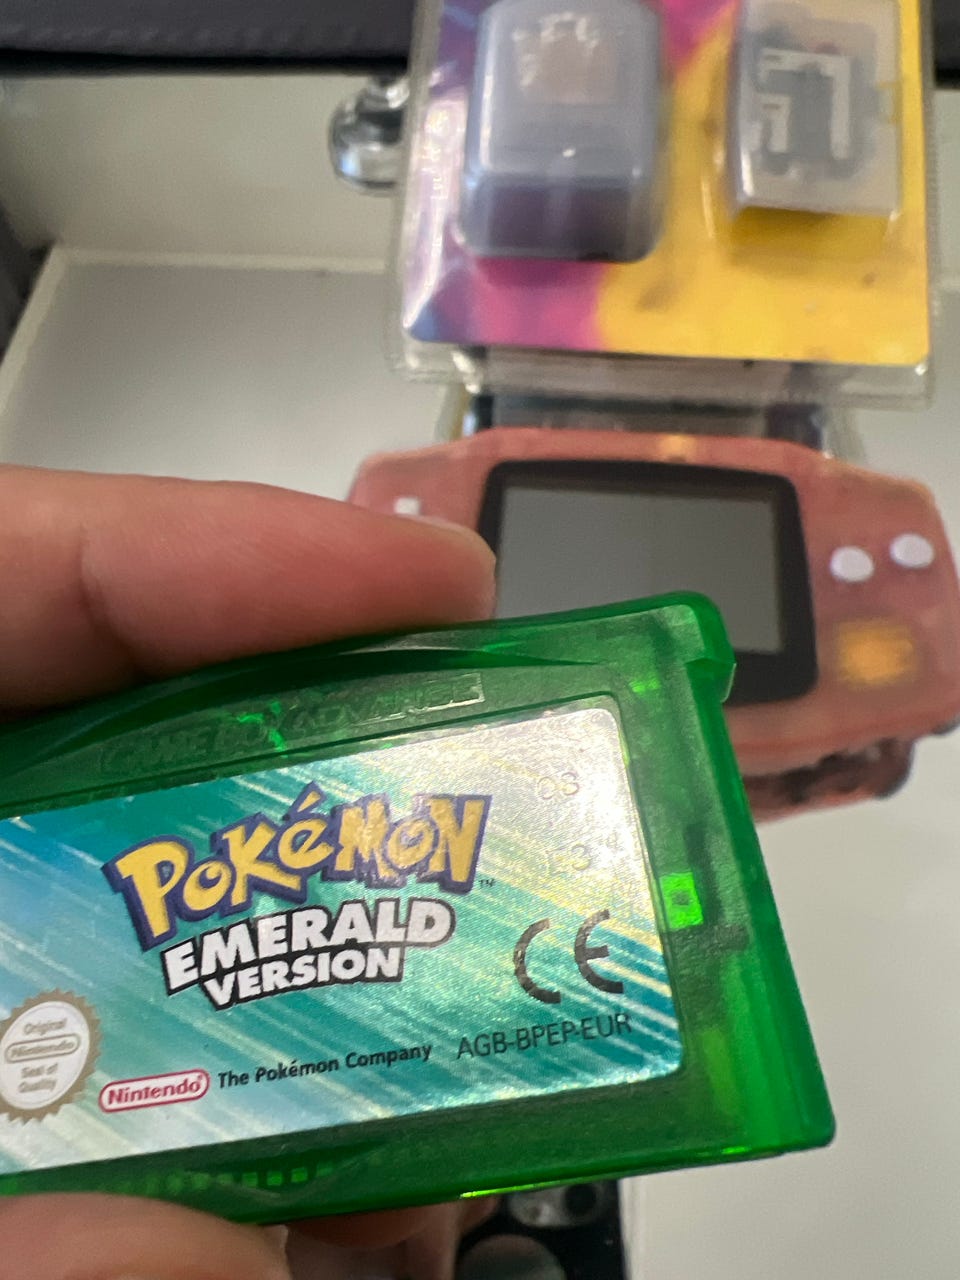 GAME BOY ADVANCE
POKéMON
™
EMERALD
VERSION
CE
AGB-BPEP-EUR
Original
Nintendo
Seal of
Quality
Nintendo®
The Pokémon Company